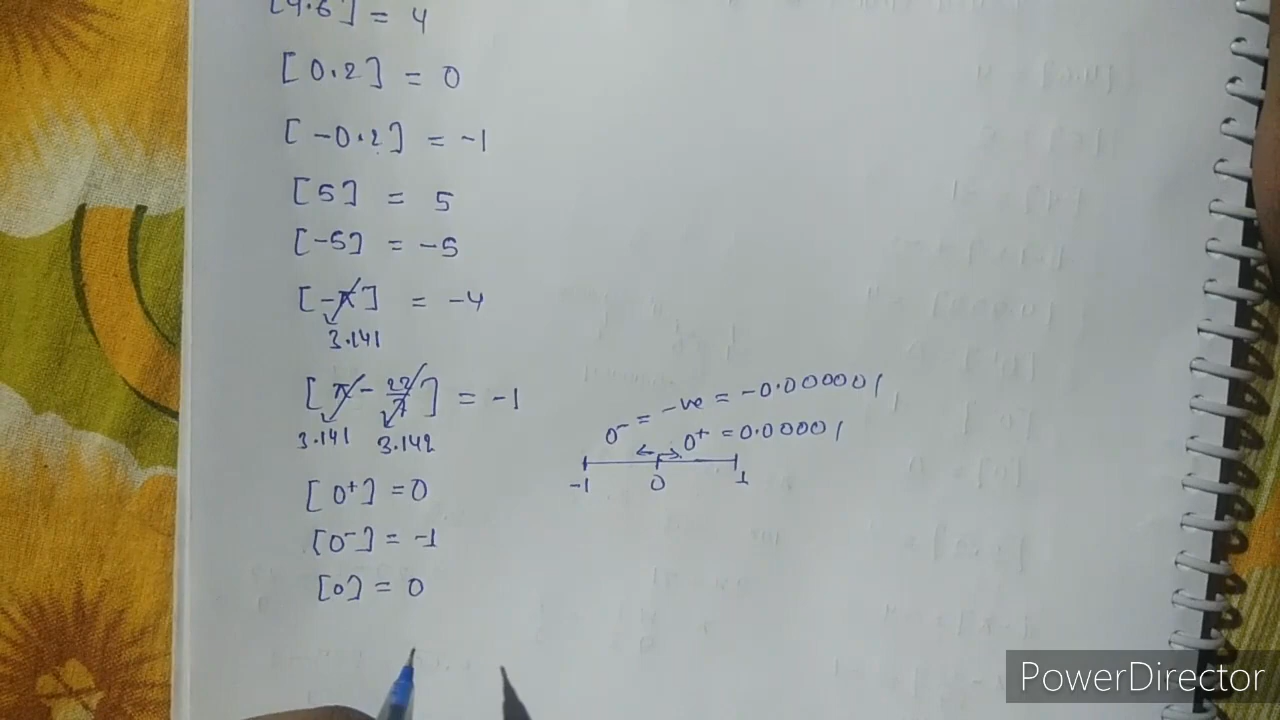 [4.6] = 4
[0.2] = 0
[-0.2] = -1
[5] = 5
[-5] = -5
[-π] = -4
3.141
[π - 22/7] = -1
3.141 3.142
0⁻ = -ve = -0.000001
0⁺ = 0.00001
-1 0 1
[0⁺] = 0
[0⁻] = -1
[0] = 0
PowerDirector